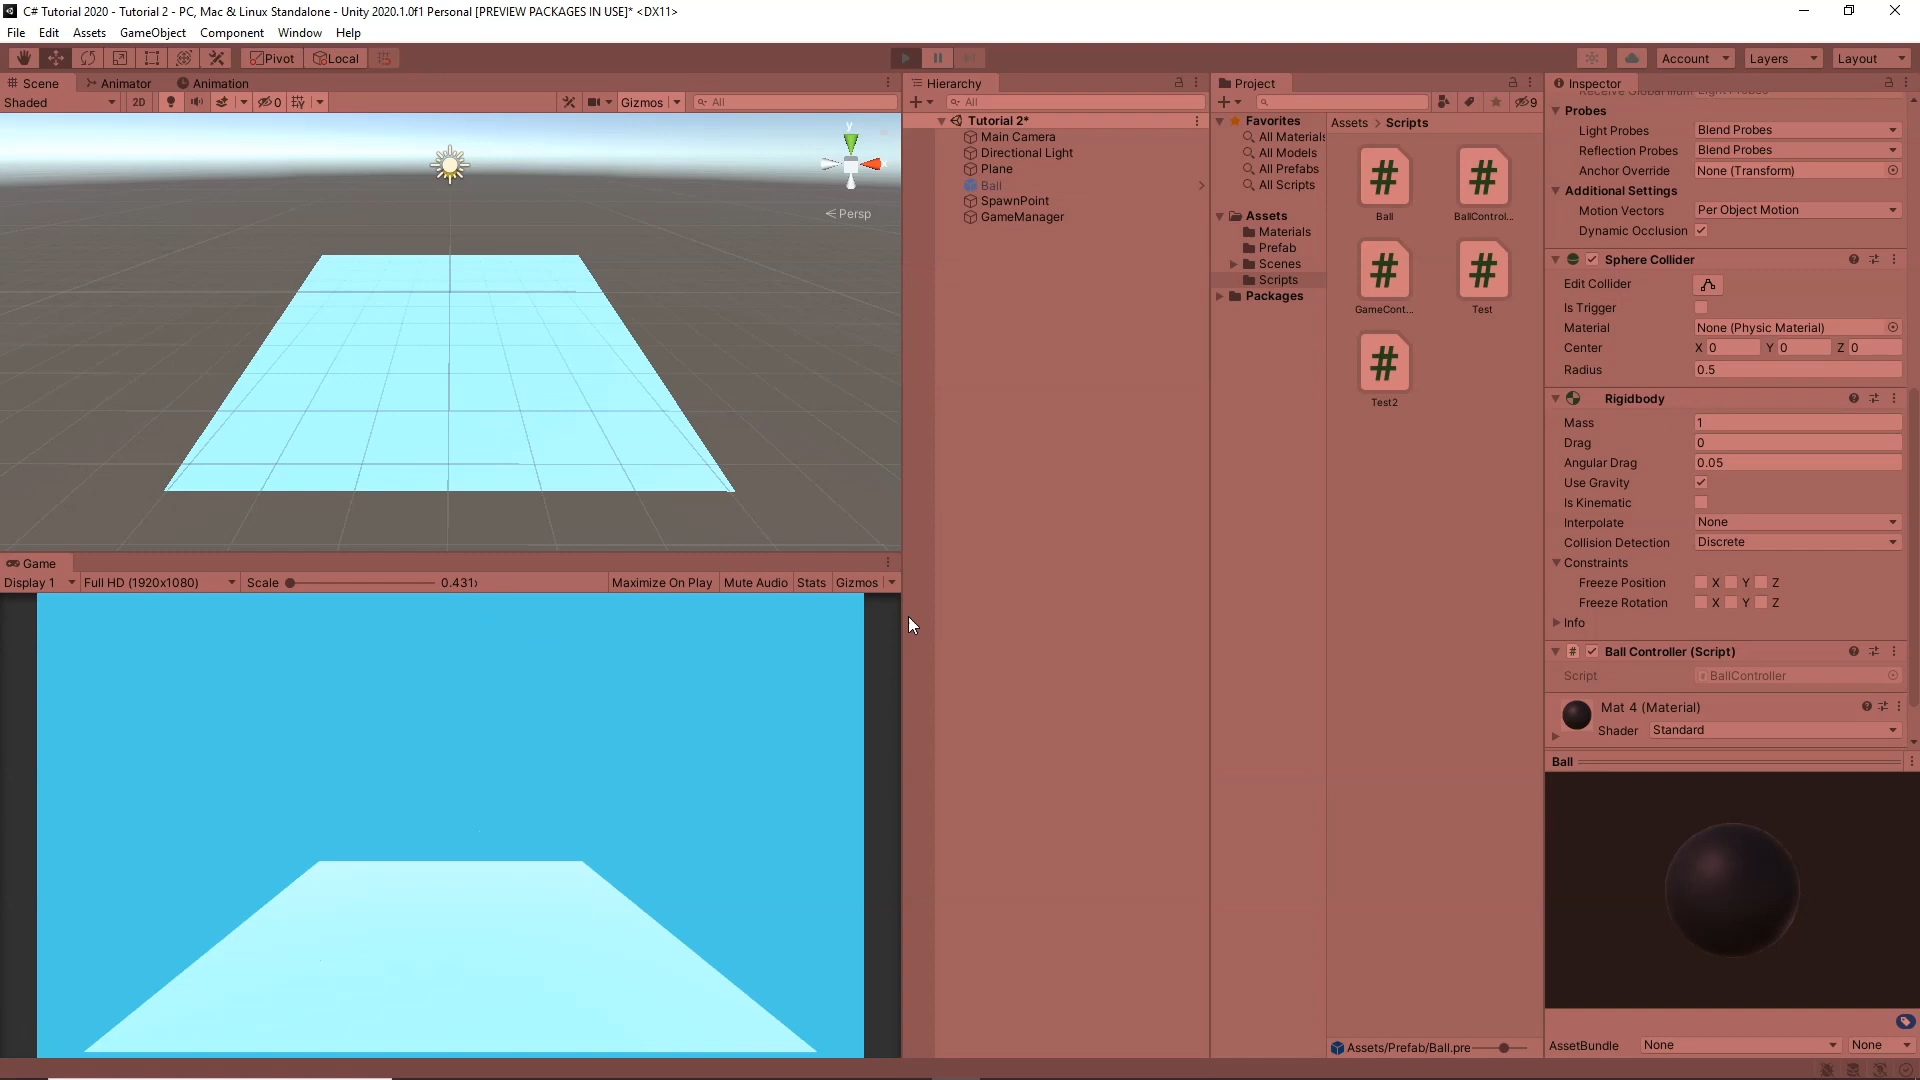 C# Tutorial 2020 - Tutorial 2 - PC, Mac & Linux Standalone - Unity 2020.1.0f1 Personal [PREVIEW PACKAGES IN USE]* <DX11>
File Edit Assets GameObject Component Window Help
Pivot Local Account Layers Layout
Scene Animator Animation
Shaded 2D 0 Gizmos All
y
x
Persp
Game
Display 1 Full HD (1920x1080) Scale 0.431x Maximize On Play Mute Audio Stats Gizmos
Hierarchy
All
Tutorial 2*
Main Camera
Directional Light
Plane
Ball
SpawnPoint
GameManager
Project
9
Favorites
All Materials
All Models
All Prefabs
All Scripts
Assets
Materials
Prefab
Scenes
Scripts
Packages
Assets > Scripts
Ball
BallControl...
GameCont...
Test
Test2
Assets/Prefab/Ball.pre
Inspector
Receive Global Illum Light Probes
Probes
Light Probes Blend Probes
Reflection Probes Blend Probes
Anchor Override None (Transform)
Additional Settings
Motion Vectors Per Object Motion
Dynamic Occlusion
Sphere Collider
Edit Collider
Is Trigger
Material None (Physic Material)
Center X 0 Y 0 Z 0
Radius 0.5
Rigidbody
Mass 1
Drag 0
Angular Drag 0.05
Use Gravity
Is Kinematic
Interpolate None
Collision Detection Discrete
Constraints
Freeze Position X Y Z
Freeze Rotation X Y Z
Info
# Ball Controller (Script)
Script BallController
Mat 4 (Material)
Shader Standard
Ball
AssetBundle None None